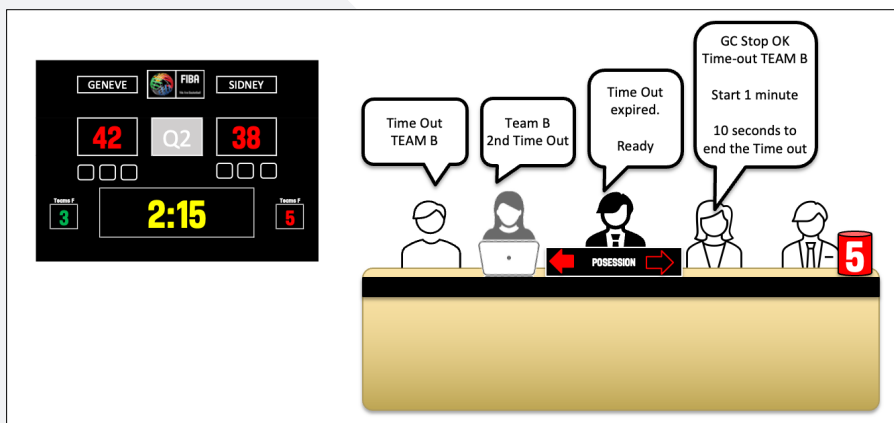 GENEVE
FIBA
SIDNEY
42
Q2
38
Teams F
3
2:15
Teams F
5
Time Out
TEAM B
Team B
2nd Time Out
Time Out
expired.
Ready
GC Stop OK
Time-out TEAM B
Start 1 minute
10 seconds to
end the Time out
POSESSION
5